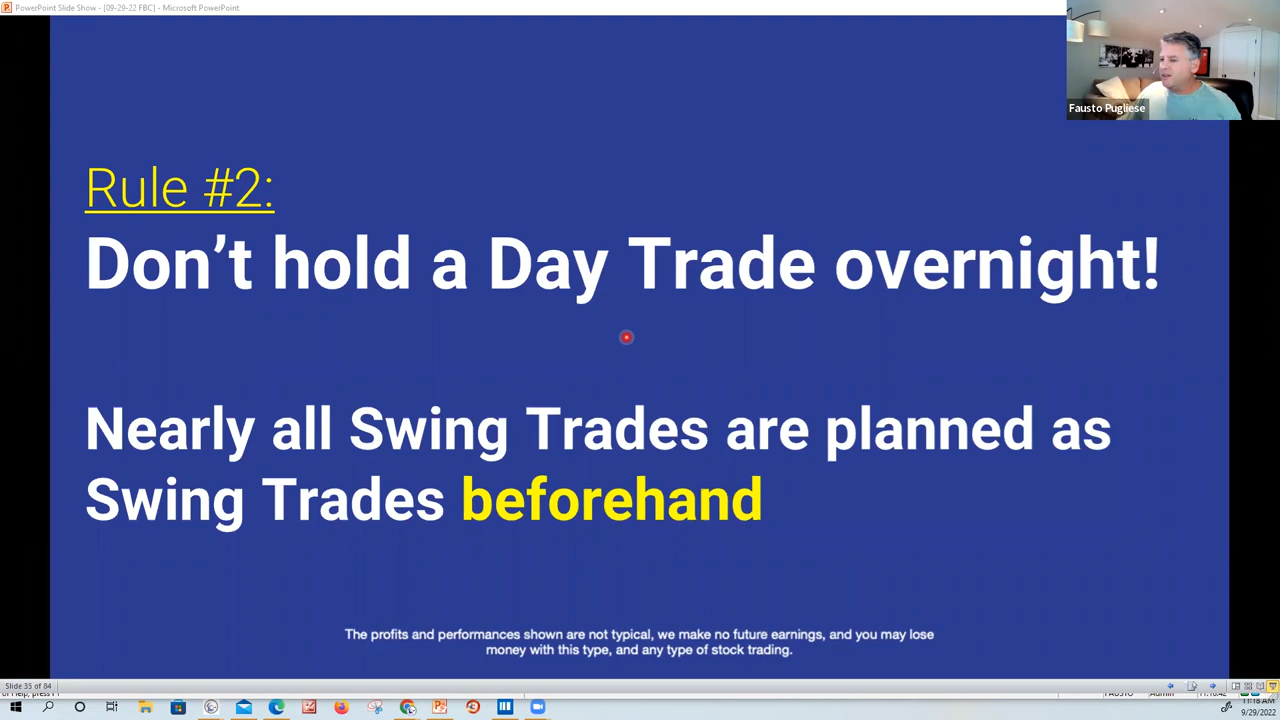 PowerPoint Slide Show - [09-29-22 FBC] - Microsoft PowerPoint
Fausto Pugliese
Rule #2:
Don’t hold a Day Trade overnight!
Nearly all Swing Trades are planned as
Swing Trades beforehand
The profits and performances shown are not typical, we make no future earnings, and you may lose
money with this type, and any type of stock trading.
Slide 35 of 84
11:18 AM
9/29/2022